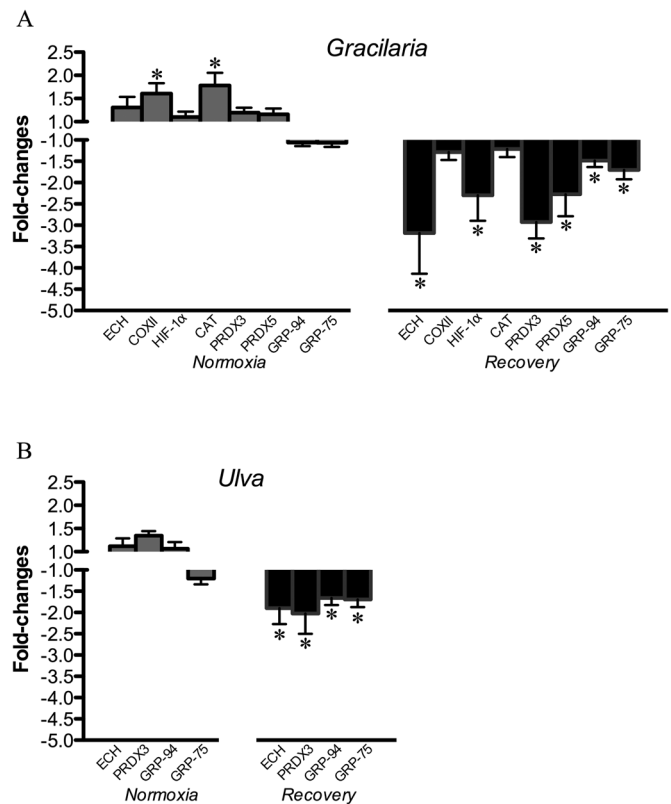 A
Gracilaria
Fold-changes
2.5
2.0
1.5
1.0
-1.0
-1.5
-2.0
-2.5
-3.0
-3.5
-4.0
-4.5
-5.0
* *
* * * * * *
ECH COXII HIF-1α CAT PRDX3 PRDX5 GRP-94 GRP-75
ECH COXII HIF-1α CAT PRDX3 PRDX5 GRP-94 GRP-75
Normoxia Recovery
B
Ulva
Fold-changes
2.5
2.0
1.5
1.0
-1.0
-1.5
-2.0
-2.5
-3.0
-3.5
-4.0
-4.5
-5.0
* * * *
ECH PRDX3 GRP-94 GRP-75
ECH PRDX3 GRP-94 GRP-75
Normoxia Recovery